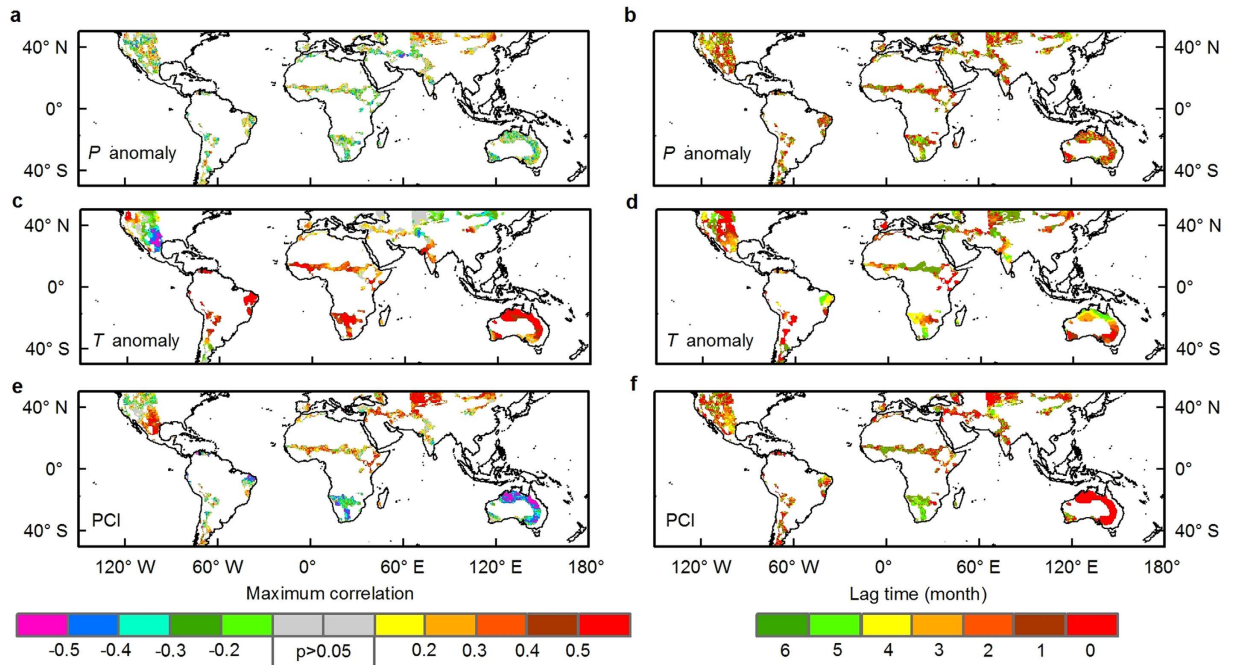 a
b
40° N
0°
40° S
P anomaly
P anomaly
40° N
0°
40° S
c
d
40° N
0°
40° S
T anomaly
T anomaly
40° N
0°
40° S
e
f
40° N
0°
40° S
PCI
PCI
40° N
0°
40° S
120° W 60° W 0° 60° E 120° E 180°
120° W 60° W 0° 60° E 120° E 180°
Maximum correlation
Lag time (month)
-0.5 -0.4 -0.3 -0.2 p>0.05 0.2 0.3 0.4 0.5
6 5 4 3 2 1 0